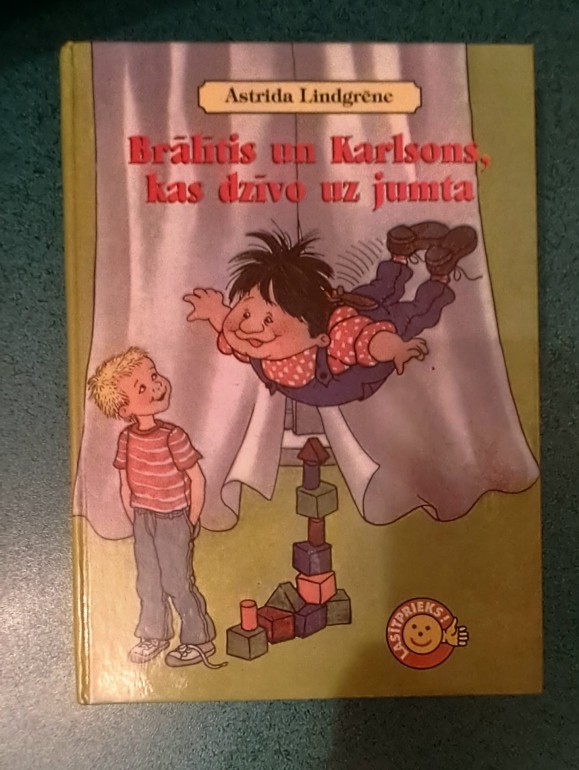 Astrida Lindgrēne
Brālītis un Karlsons,
kas dzīvo uz jumta
LASĪTPRIEKS!